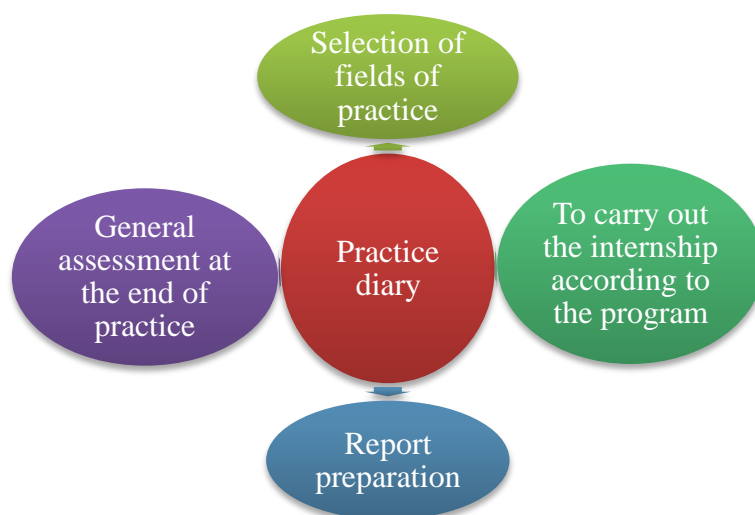 Selection of
fields of
practice
General
assessment at
the end of
practice
Practice
diary
To carry out
the internship
according to
the program
Report
preparation